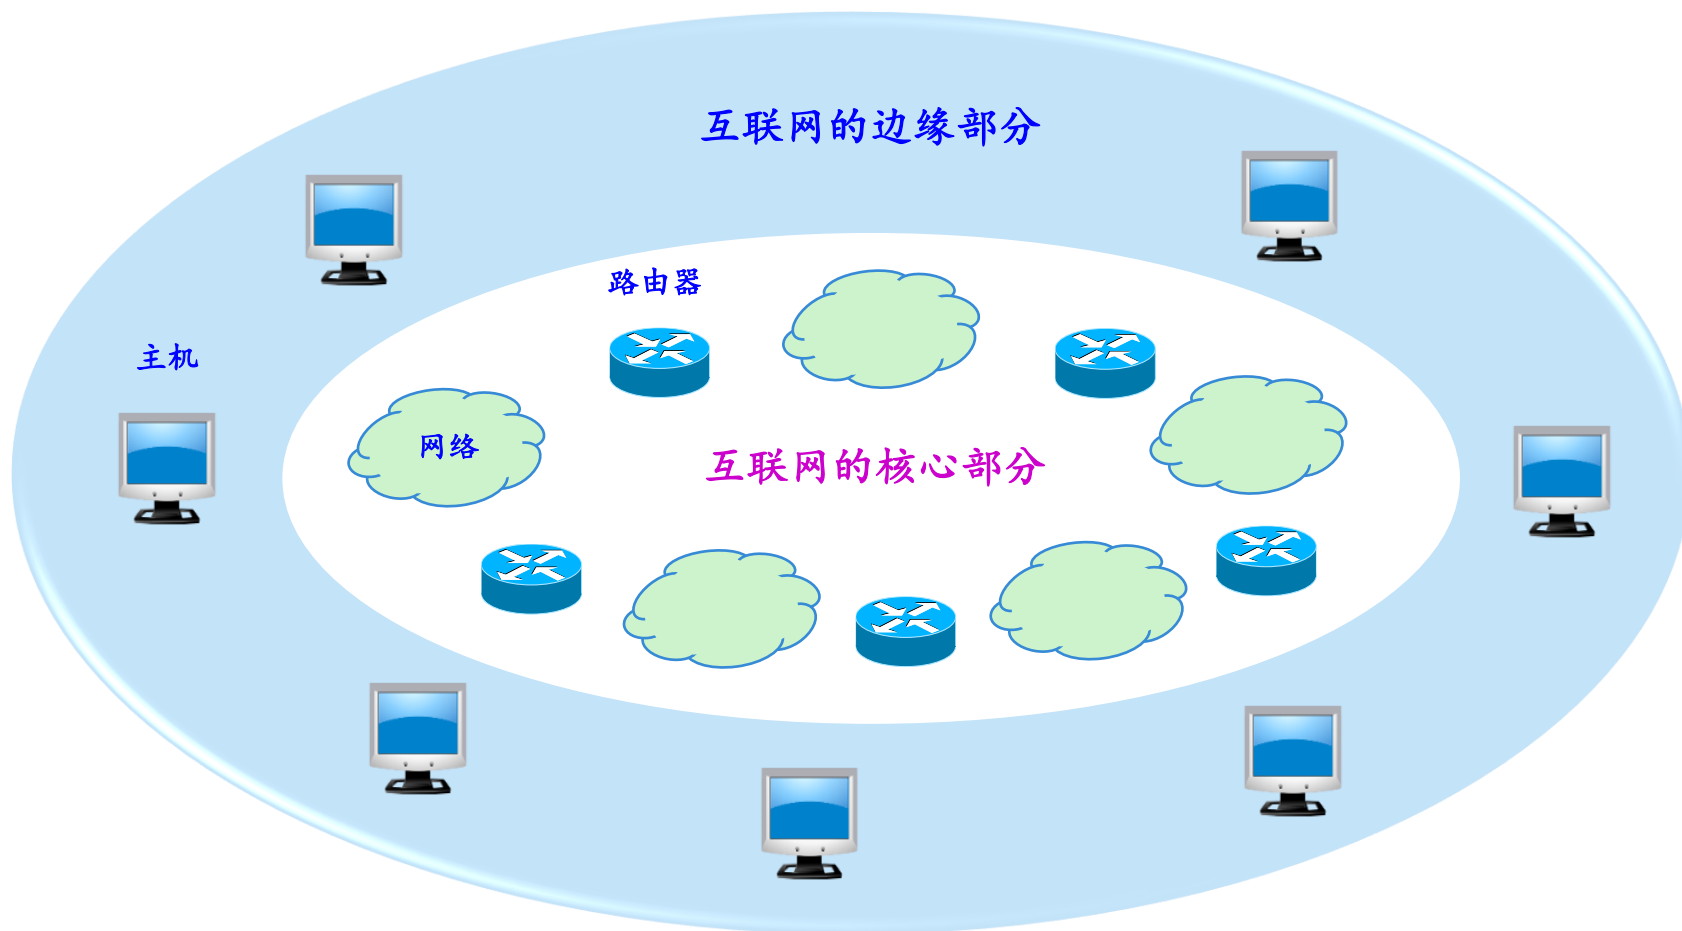 互联网的边缘部分
路由器
主机
网络
互联网的核心部分